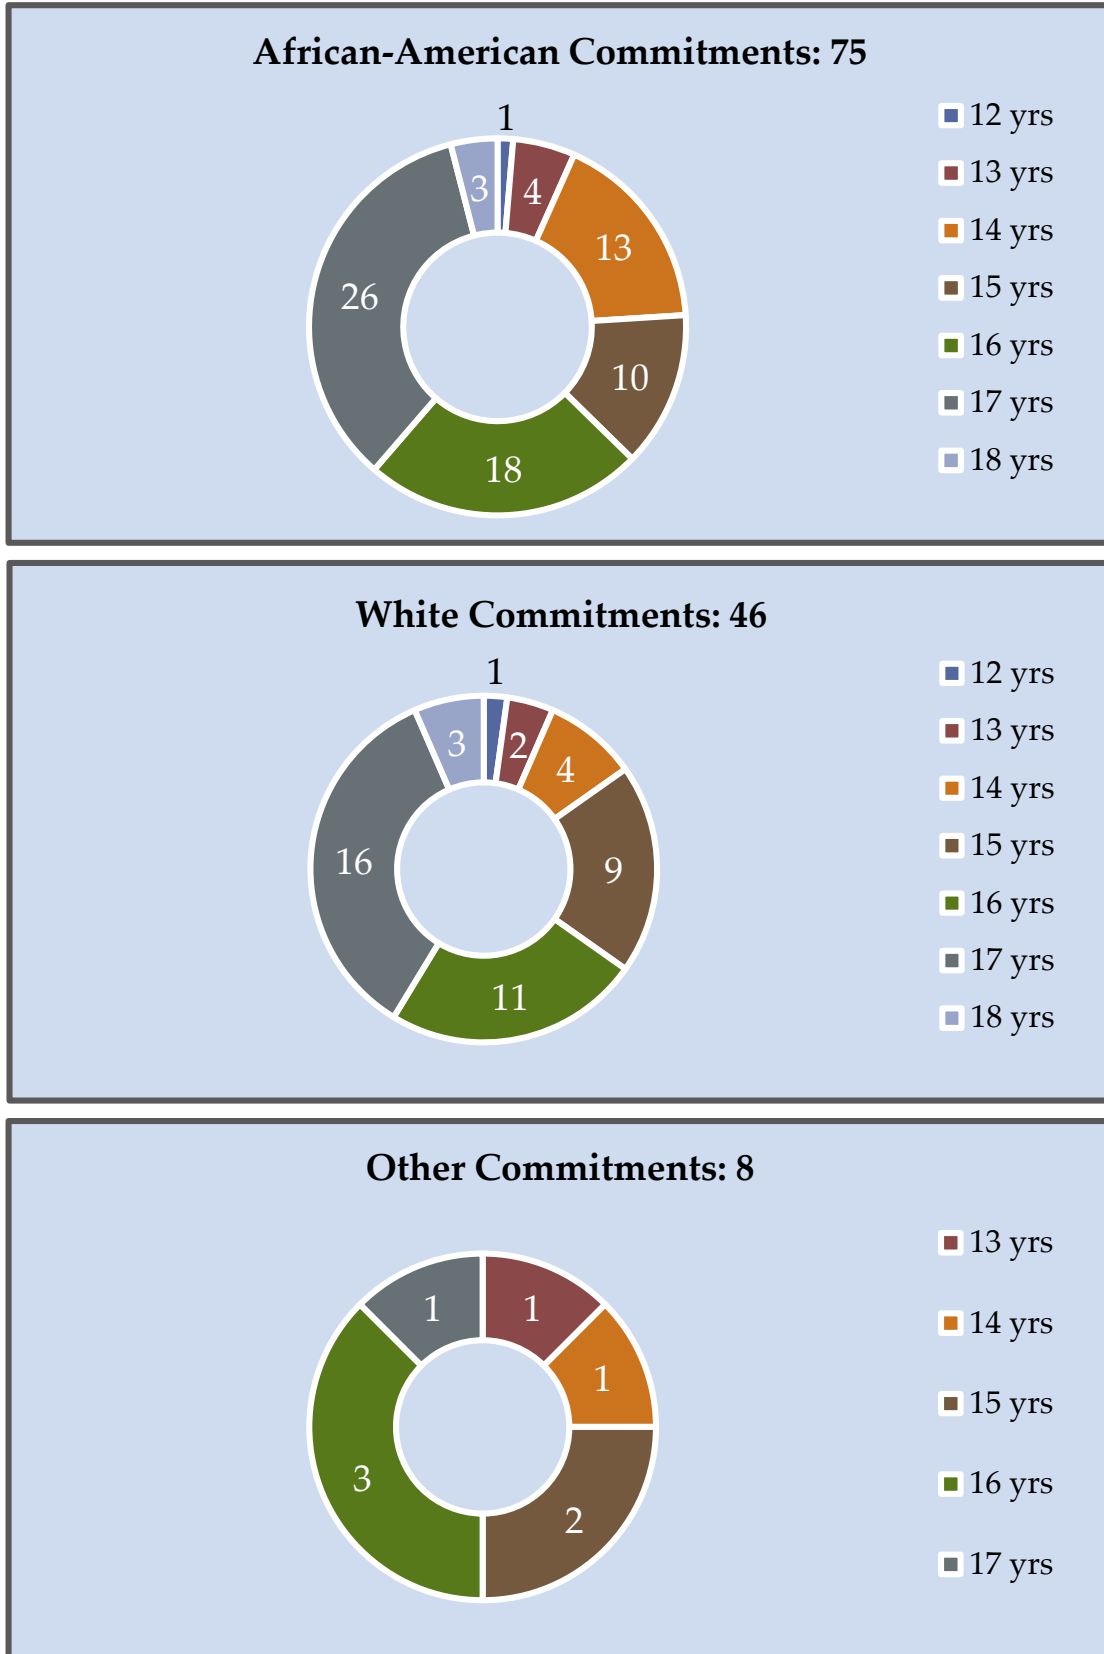 African-American Commitments: 75
1
3
4
13
26
10
18
12 yrs
13 yrs
14 yrs
15 yrs
16 yrs
17 yrs
18 yrs
White Commitments: 46
1
3
2
4
16
9
11
12 yrs
13 yrs
14 yrs
15 yrs
16 yrs
17 yrs
18 yrs
Other Commitments: 8
1
1
1
3
2
13 yrs
14 yrs
15 yrs
16 yrs
17 yrs